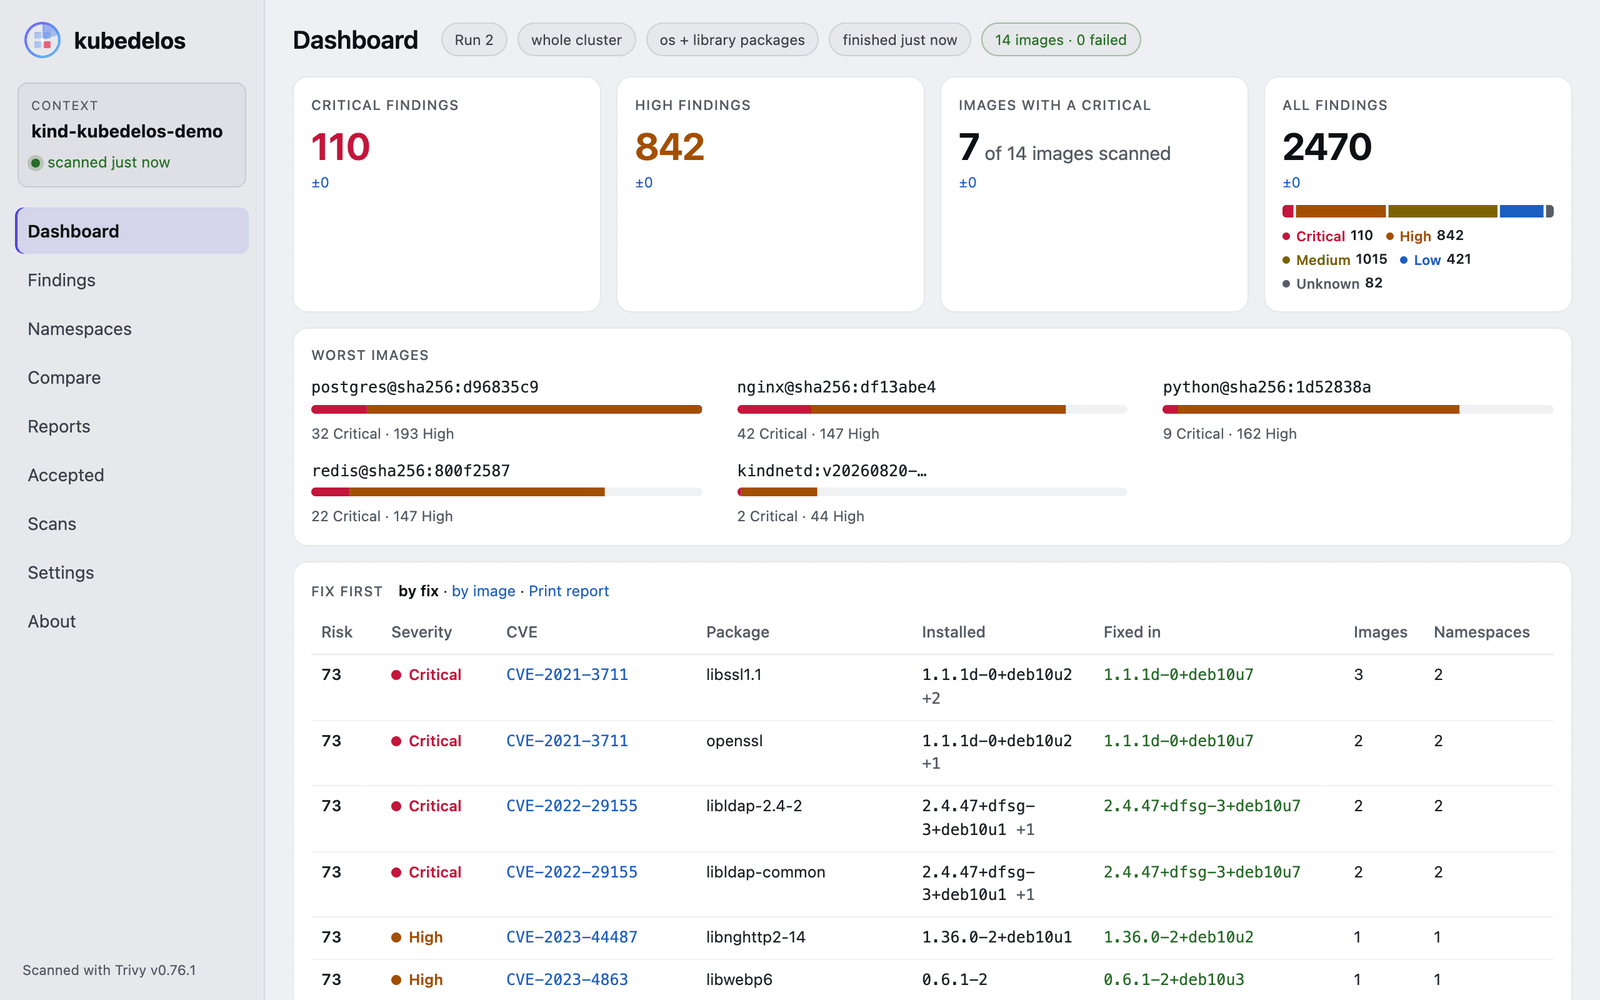 kubedelos
CONTEXT
kind-kubedelos-demo
scanned just now
Dashboard
Findings
Namespaces
Compare
Reports
Accepted
Scans
Settings
About
Scanned with Trivy v0.76.1
Dashboard Run 2 whole cluster os + library packages finished just now 14 images · 0 failed
CRITICAL FINDINGS
110
±0
HIGH FINDINGS
842
±0
IMAGES WITH A CRITICAL
7 of 14 images scanned
±0
ALL FINDINGS
2470
±0
Critical 110 High 842
Medium 1015 Low 421
Unknown 82
WORST IMAGES
postgres@sha256:d96835c9
32 Critical · 193 High
nginx@sha256:df13abe4
42 Critical · 147 High
python@sha256:1d52838a
9 Critical · 162 High
redis@sha256:800f2587
22 Critical · 147 High
kindnetd:v20260820-…
2 Critical · 44 High
FIX FIRST by fix · by image · Print report
Risk Severity CVE Package Installed Fixed in Images Namespaces
73 Critical CVE-2021-3711 libssl1.1 1.1.1d-0+deb10u2 1.1.1d-0+deb10u7 3 2
+2
73 Critical CVE-2021-3711 openssl 1.1.1d-0+deb10u2 1.1.1d-0+deb10u7 2 2
+1
73 Critical CVE-2022-29155 libldap-2.4-2 2.4.47+dfsg- 2.4.47+dfsg-3+deb10u7 2 2
3+deb10u1 +1
73 Critical CVE-2022-29155 libldap-common 2.4.47+dfsg- 2.4.47+dfsg-3+deb10u7 2 2
3+deb10u1 +1
73 High CVE-2023-44487 libnghttp2-14 1.36.0-2+deb10u1 1.36.0-2+deb10u2 1 1
73 High CVE-2023-4863 libwebp6 0.6.1-2 0.6.1-2+deb10u3 1 1